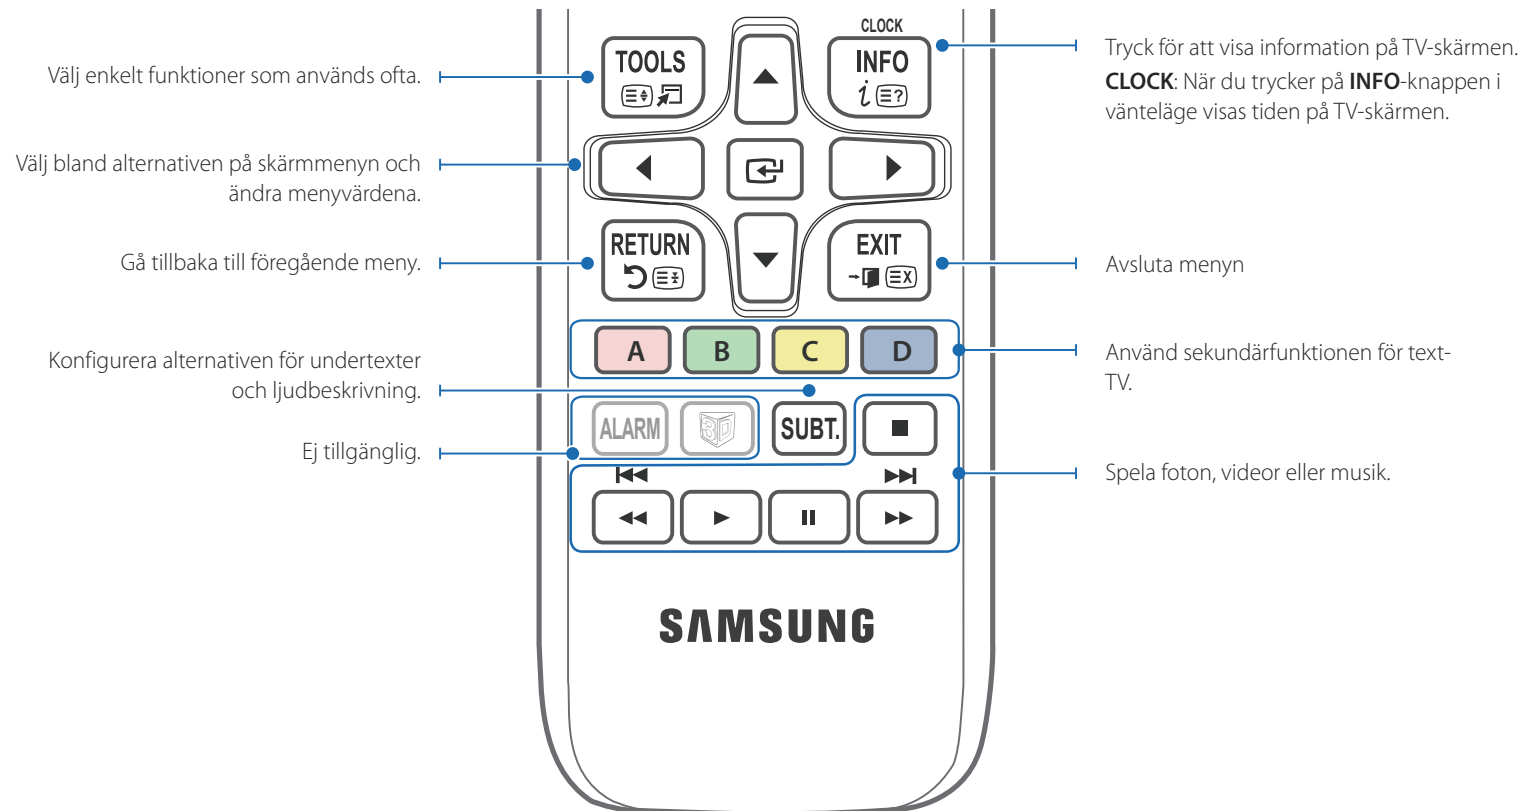 CLOCK
TOOLS
INFO
Välj enkelt funktioner som används ofta.
Tryck för att visa information på TV-skärmen.
CLOCK: När du trycker på INFO-knappen i
vänteläge visas tiden på TV-skärmen.
Välj bland alternativen på skärmmenyn och
ändra menyvärdena.
RETURN
EXIT
Gå tillbaka till föregående meny.
Avsluta menyn
A B C D
Konfigurera alternativen för undertexter
och ljudbeskrivning.
Använd sekundärfunktionen för text-
TV.
ALARM 3D SUBT.
Ej tillgänglig.
Spela foton, videor eller musik.
SAMSUNG